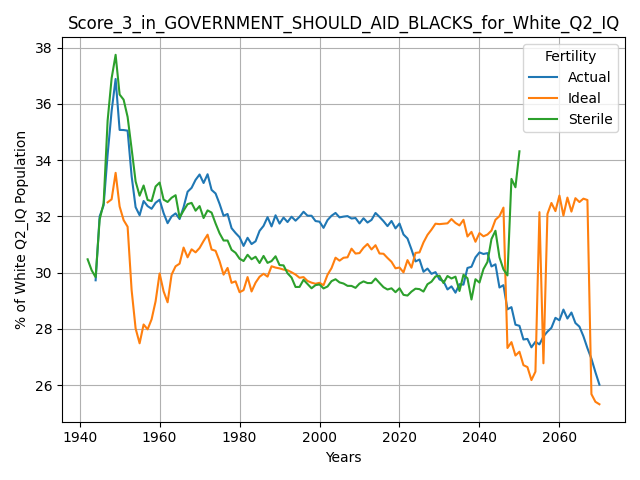 Score_3_in_GOVERNMENT_SHOULD_AID_BLACKS_for_White_Q2_IQ
Fertility
Actual
Ideal
Sterile
% of White Q2_IQ Population
38
36
34
32
30
28
26
1940
1960
1980
2000
2020
2040
2060
Years